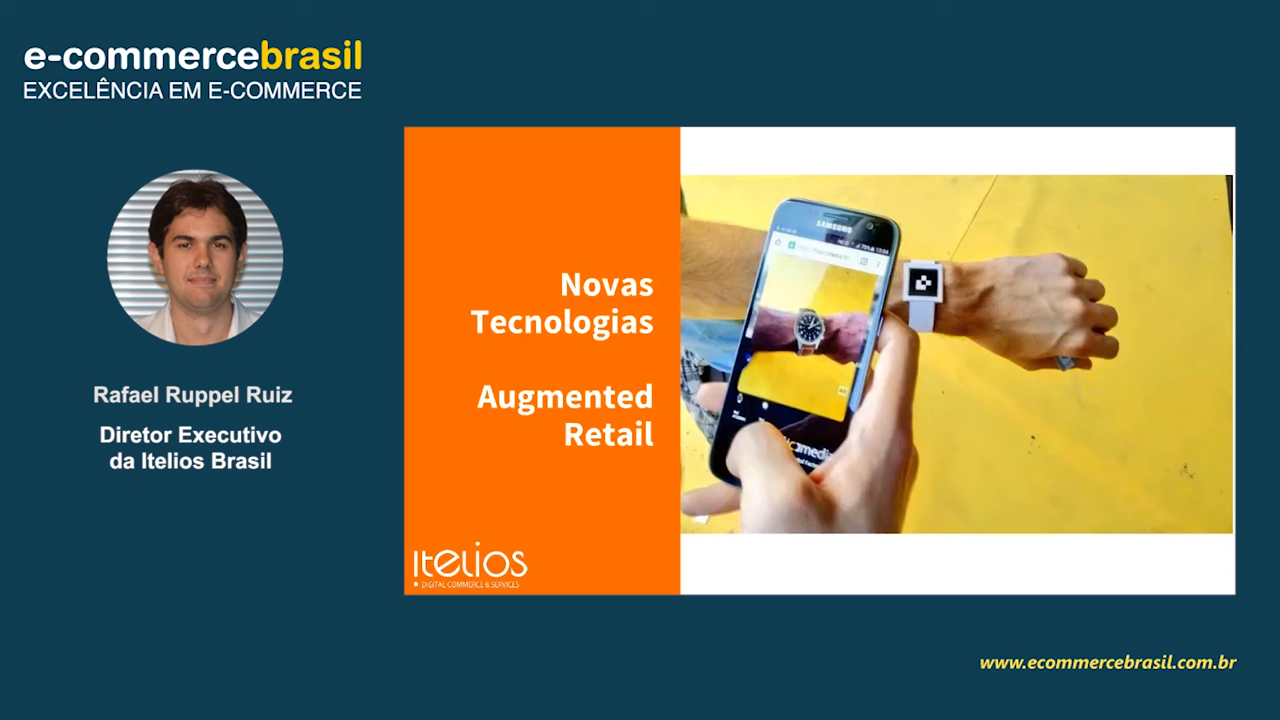 e-commercebrasil
EXCELÊNCIA EM E-COMMERCE
Rafael Ruppel Ruiz
Diretor Executivo
da Itelios Brasil
Novas
Tecnologias
Augmented
Retail
Itelios
DIGITAL COMMERCE & SERVICES
SAMSUNG
www.ecommercebrasil.com.br